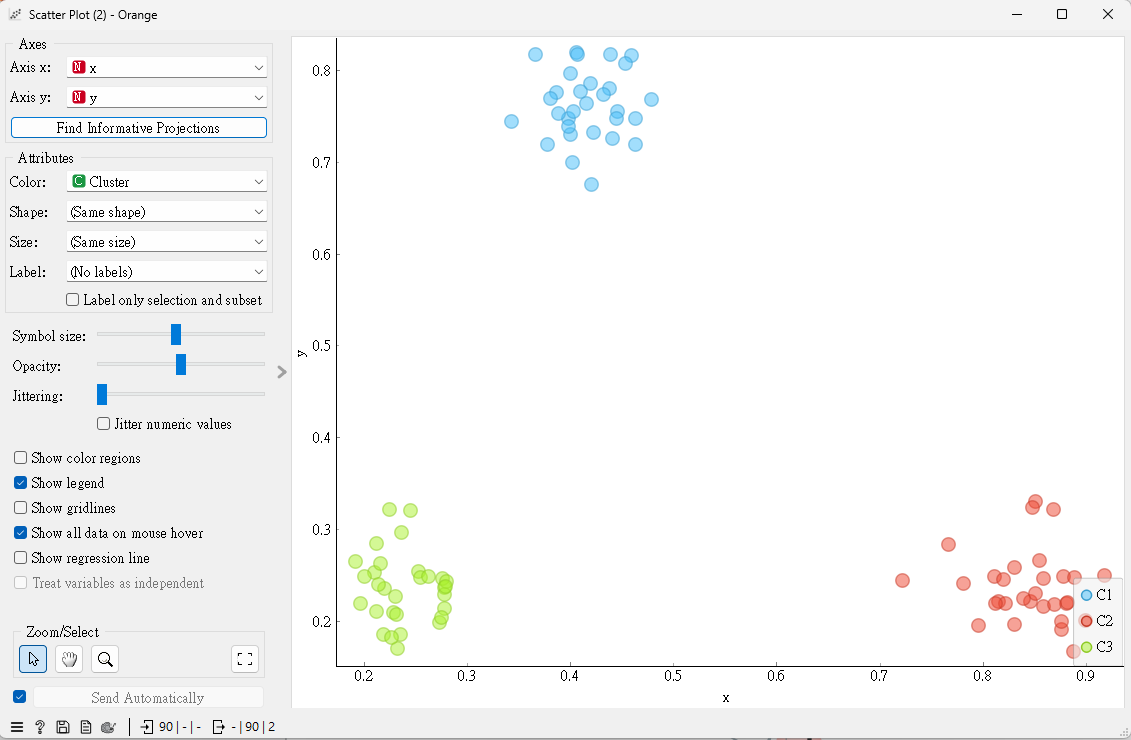 Scatter Plot (2) - Orange
Axes
Axis x: N x
Axis y: N y
Find Informative Projections
Attributes
Color: C Cluster
Shape: (Same shape)
Size: (Same size)
Label: (No labels)
Label only selection and subset
Symbol size:
Opacity:
Jittering:
Jitter numeric values
Show color regions
Show legend
Show gridlines
Show all data on mouse hover
Show regression line
Treat variables as independent
Zoom/Select
Send Automatically
? 90 | - | - - | 90 | 2
0.8
0.7
0.6
0.5
0.4
0.3
0.2
y
0.2 0.3 0.4 0.5 0.6 0.7 0.8 0.9
x
C1
C2
C3